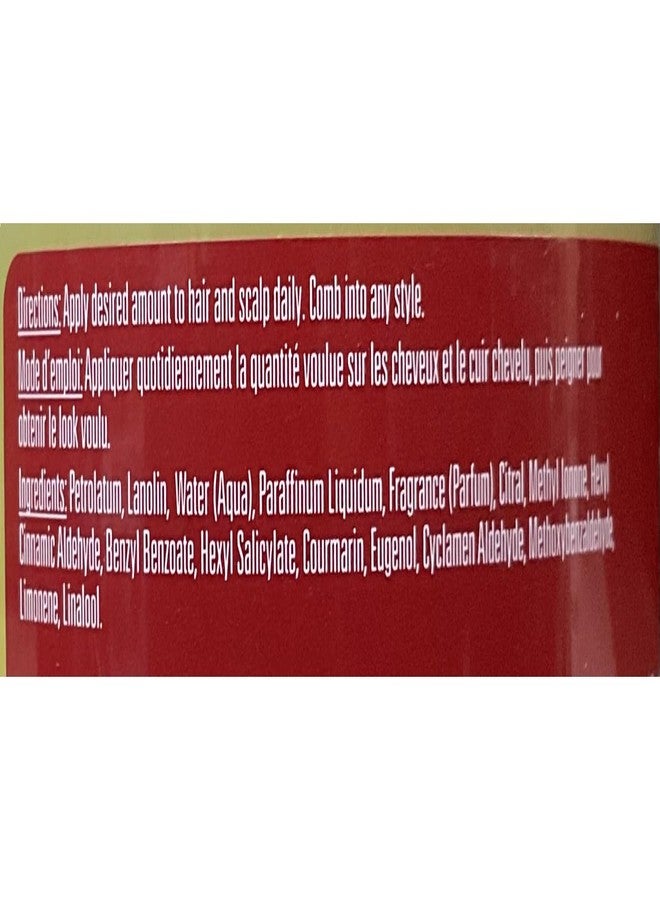 Directions: Apply desired amount to hair and scalp daily. Comb into any style.
Mode d'emploi: Appliquer quotidiennement la quantité voulue sur les cheveux et le cuir chevelu, puis peigner pour
obtenir le look voulu.
Ingredients: Petrolatum, Lanolin, Water (Aqua), Paraffinum Liquidum, Fragrance (Parfum), Citral, Methyl Ionone, Hexyl
Cinnamic Aldehyde, Benzyl Benzoate, Hexyl Salicylate, Courmarin, Eugenol, Cyclamen Aldehyde, Methoxybenzaldehyde,
Limonene, Linalool.